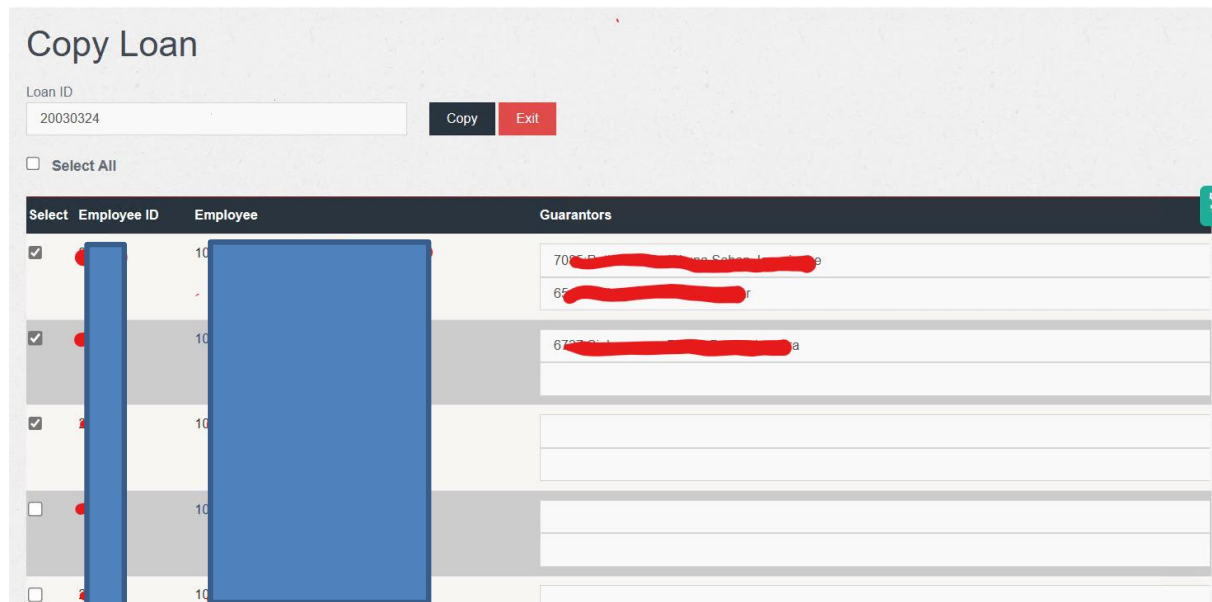 Copy Loan
Loan ID
20030324
Copy Exit
Select All
Select Employee ID Employee Guarantors
10
10
10
10
10